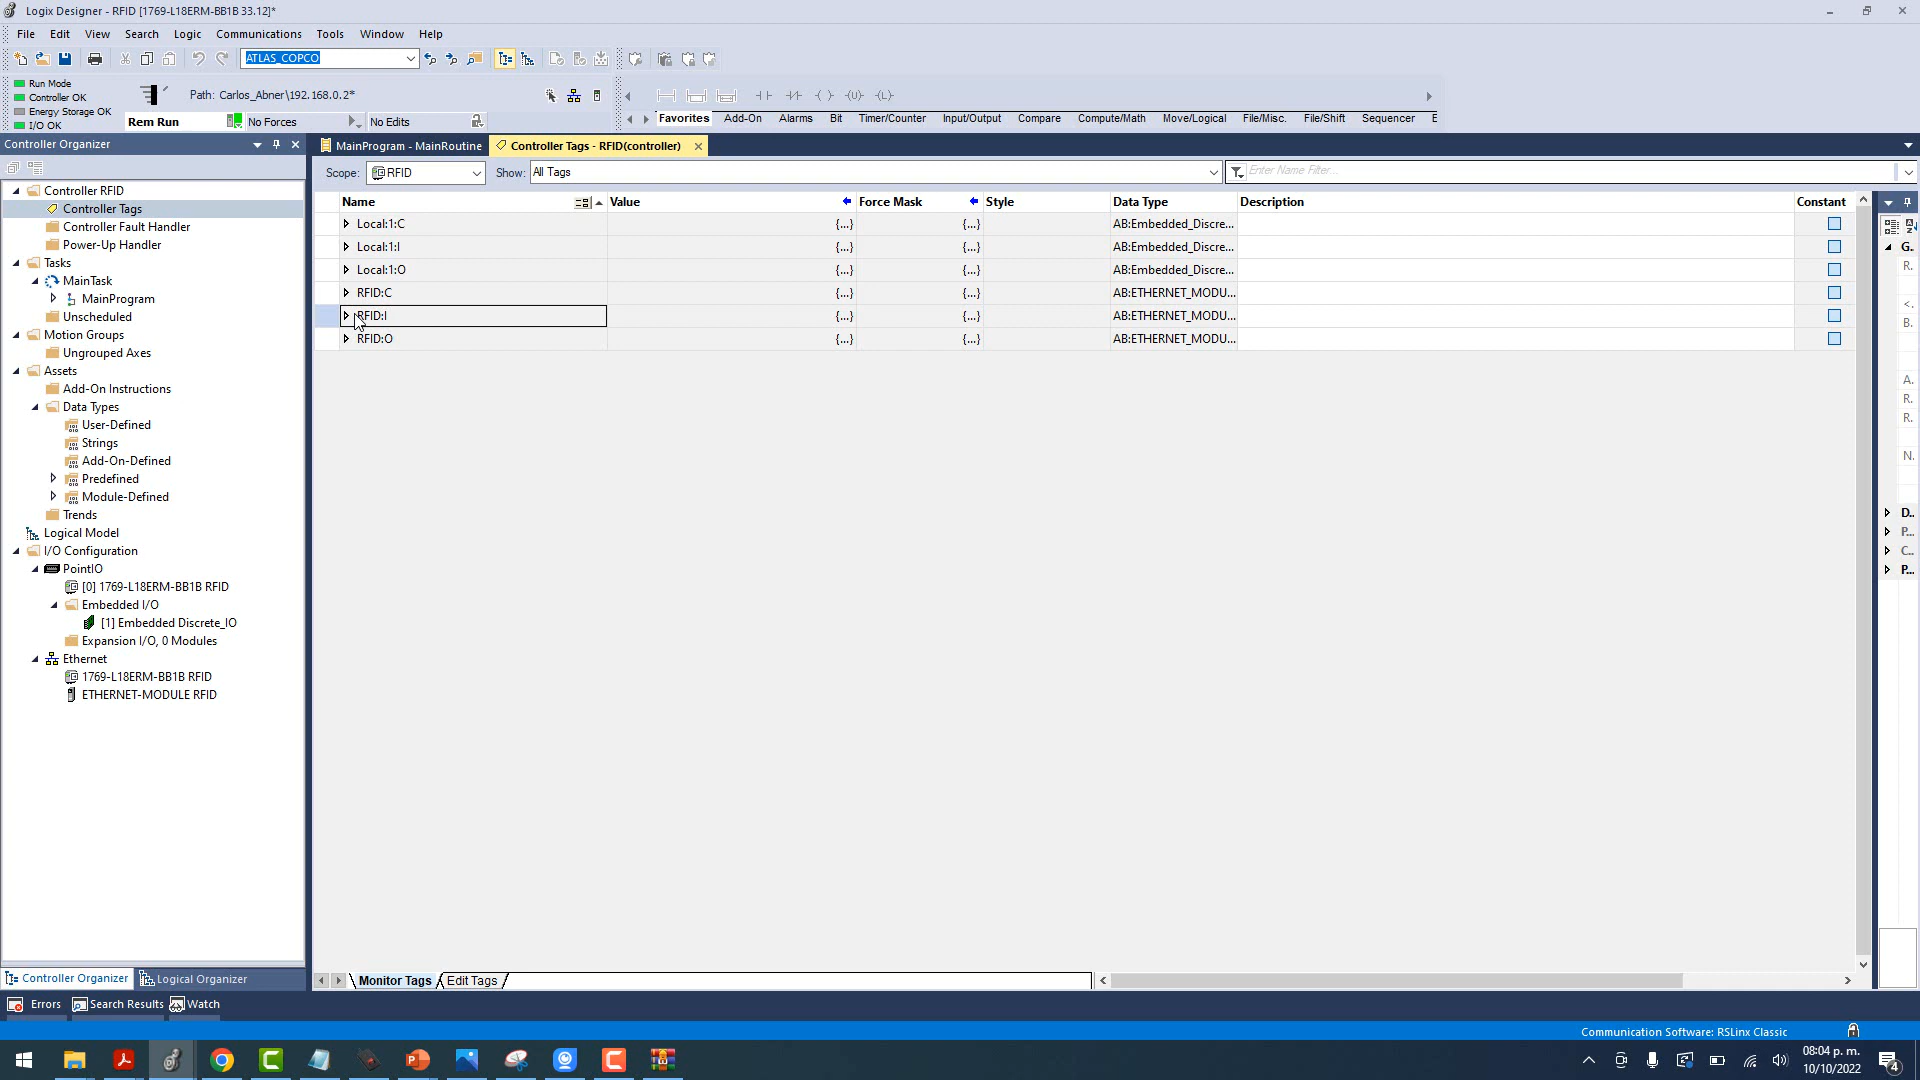 Logix Designer - RFID [1769-L18ERM-BB1B 33.12]*
File Edit View Search Logic Communications Tools Window Help
ATLAS_COPCO
Run Mode
Controller OK
Energy Storage OK
I/O OK
Path: Carlos_Abner\192.168.0.2*
Rem Run No Forces No Edits
Favorites Add-On Alarms Bit Timer/Counter Input/Output Compare Compute/Math Move/Logical File/Misc. File/Shift Sequencer E
Controller Organizer
Controller RFID
Controller Tags
Controller Fault Handler
Power-Up Handler
Tasks
MainTask
MainProgram
Unscheduled
Motion Groups
Ungrouped Axes
Assets
Add-On Instructions
Data Types
User-Defined
Strings
Add-On-Defined
Predefined
Module-Defined
Trends
Logical Model
I/O Configuration
PointIO
[0] 1769-L18ERM-BB1B RFID
Embedded I/O
[1] Embedded Discrete_IO
Expansion I/O, 0 Modules
Ethernet
1769-L18ERM-BB1B RFID
ETHERNET-MODULE RFID
Controller Organizer Logical Organizer
MainProgram - MainRoutine Controller Tags - RFID(controller)
Scope: RFID Show: All Tags Enter Name Filter...
Name Value Force Mask Style Data Type Description Constant
Local:1:C {...} {...} AB:Embedded_Discre...
Local:1:I {...} {...} AB:Embedded_Discre...
Local:1:O {...} {...} AB:Embedded_Discre...
RFID:C {...} {...} AB:ETHERNET_MODU...
RFID:I {...} {...} AB:ETHERNET_MODU...
RFID:O {...} {...} AB:ETHERNET_MODU...
G.
R.
<.
B.
A.
R.
R.
N.
D..
P...
C...
P...
Monitor Tags Edit Tags
Errors Search Results Watch
Communication Software: RSLinx Classic
08:04 p. m.
10/10/2022
4